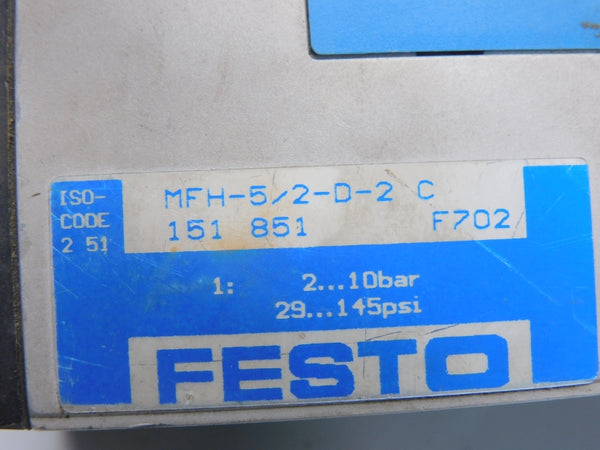 ISO-
CODE
2 51
MFH-5/2-D-2 C
151 851 F702
1: 2...10bar
29...145psi
FESTO